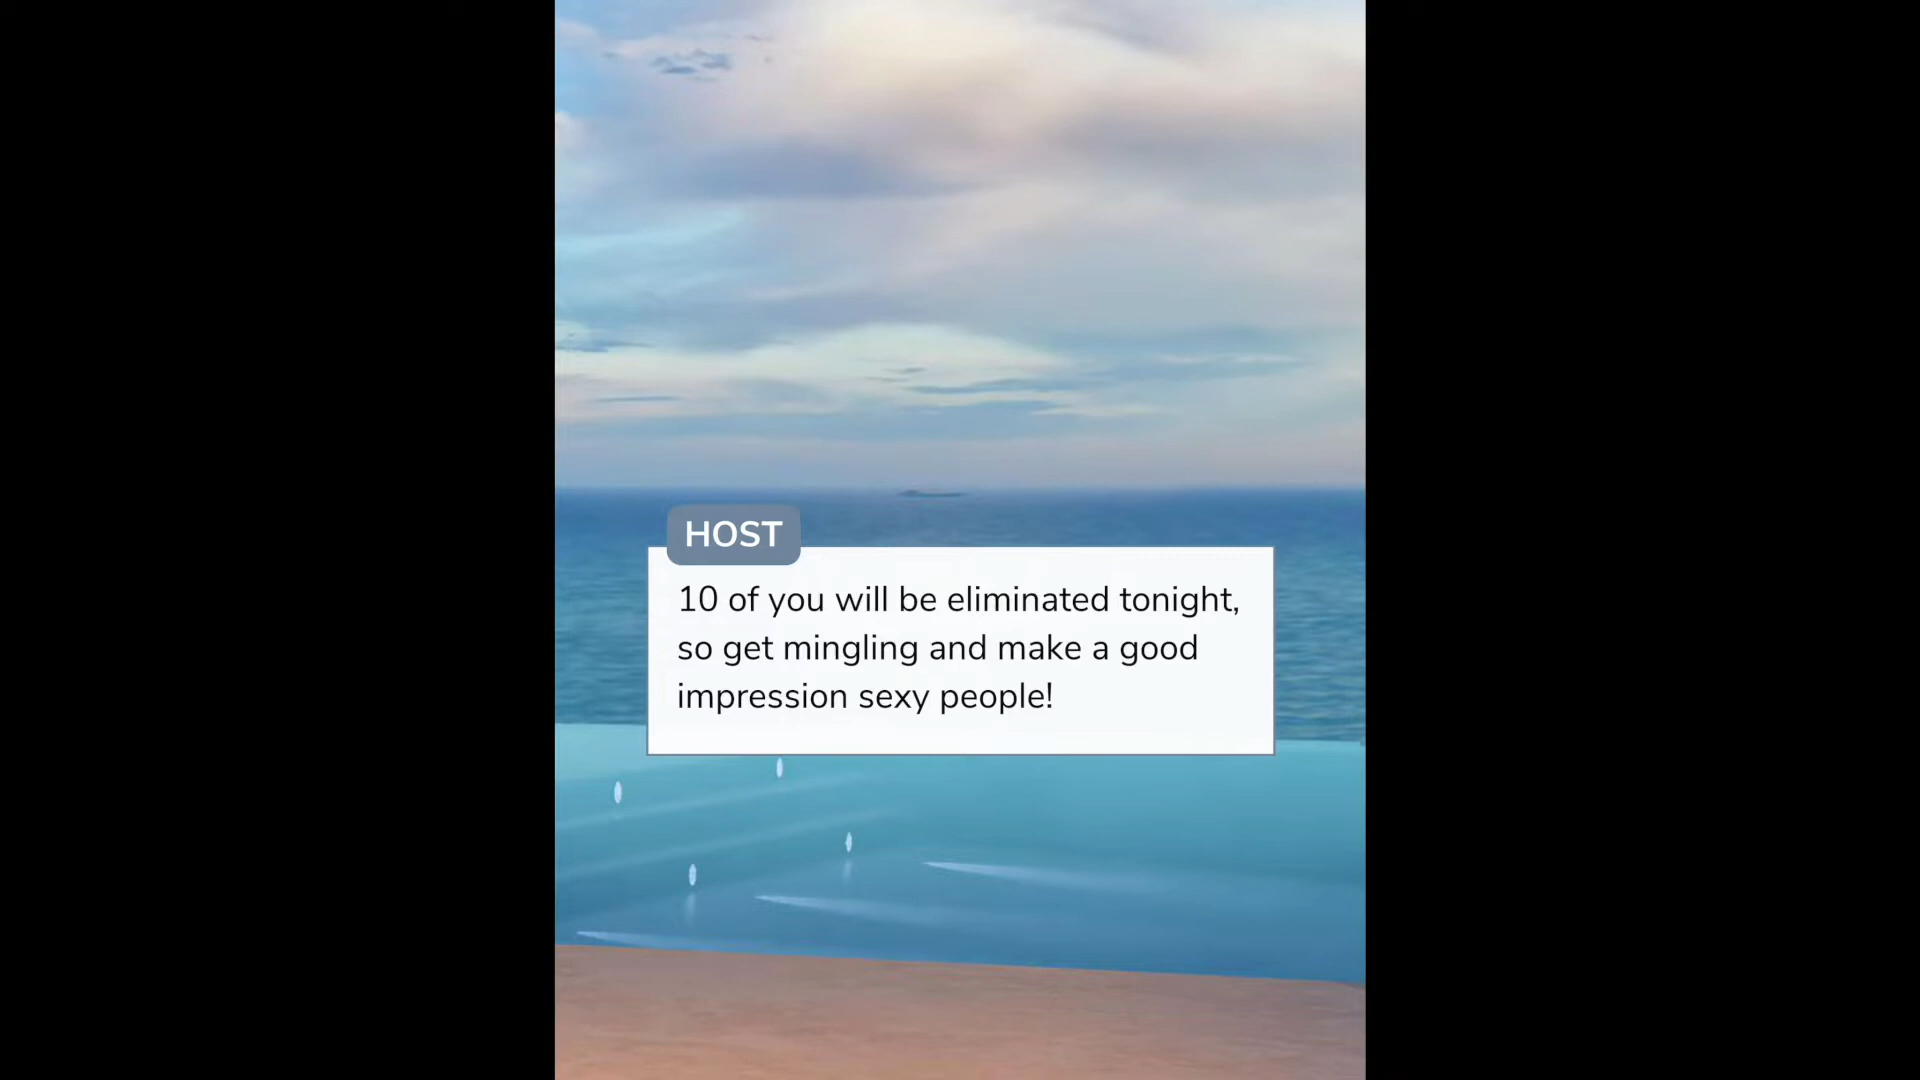 HOST
10 of you will be eliminated tonight,
so get mingling and make a good
impression sexy people!